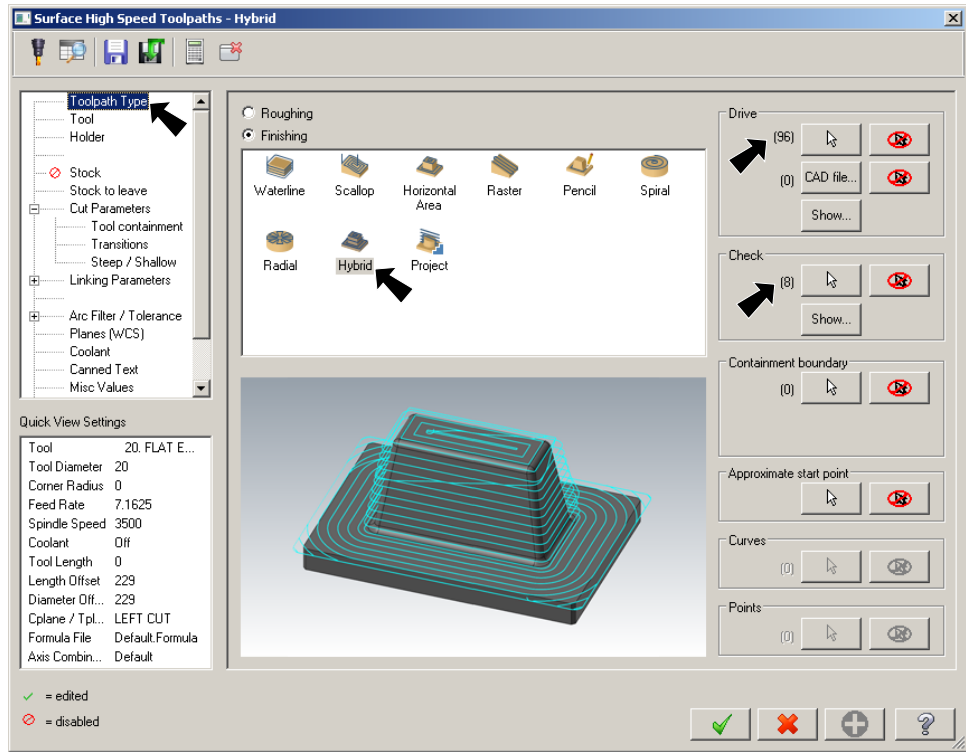 Surface High Speed Toolpaths - Hybrid
Toolpath Type
Tool
Holder
Stock
Stock to leave
Cut Parameters
Tool containment
Transitions
Steep / Shallow
Linking Parameters
Arc Filter / Tolerance
Planes (WCS)
Coolant
Canned Text
Misc Values
Quick View Settings
Tool 20. FLAT E...
Tool Diameter 20
Corner Radius 0
Feed Rate 7.1625
Spindle Speed 3500
Coolant Off
Tool Length 0
Length Offset 229
Diameter Off... 229
Cplane / Tpl... LEFT CUT
Formula File Default.Formula
Axis Combin... Default
= edited
= disabled
Roughing
Finishing
Waterline Scallop Horizontal Area Raster Pencil Spiral
Radial Hybrid Project
Drive
(96)
(0) CAD file...
Show...
Check
(8)
Show...
Containment boundary
(0)
Approximate start point
Curves
(0)
Points
(0)